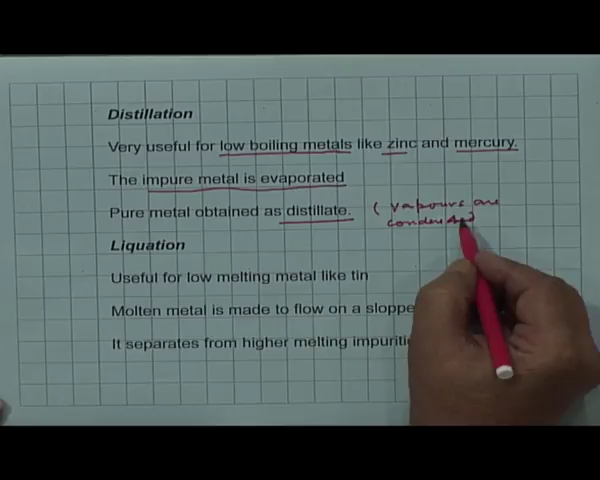 Distillation
Very useful for low boiling metals like zinc and mercury.
The impure metal is evaporated
Pure metal obtained as distillate. (vapours are
condensed)
Liquation
Useful for low melting metal like tin
Molten metal is made to flow on a sloppe
It separates from higher melting